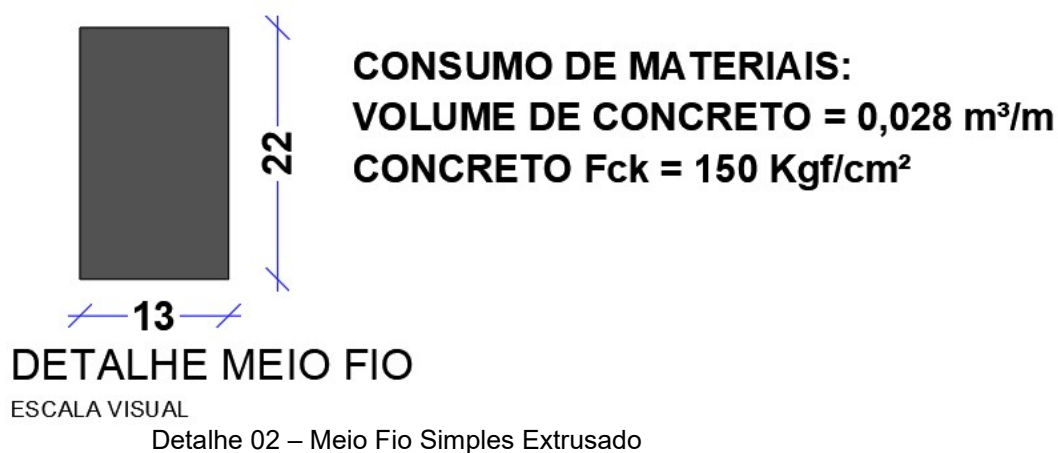 CONSUMO DE MATERIAIS:
VOLUME DE CONCRETO = 0,028 m³/m
CONCRETO Fck = 150 Kgf/cm²
22
13
DETALHE MEIO FIO
ESCALA VISUAL
Detalhe 02 – Meio Fio Simples Extrusado